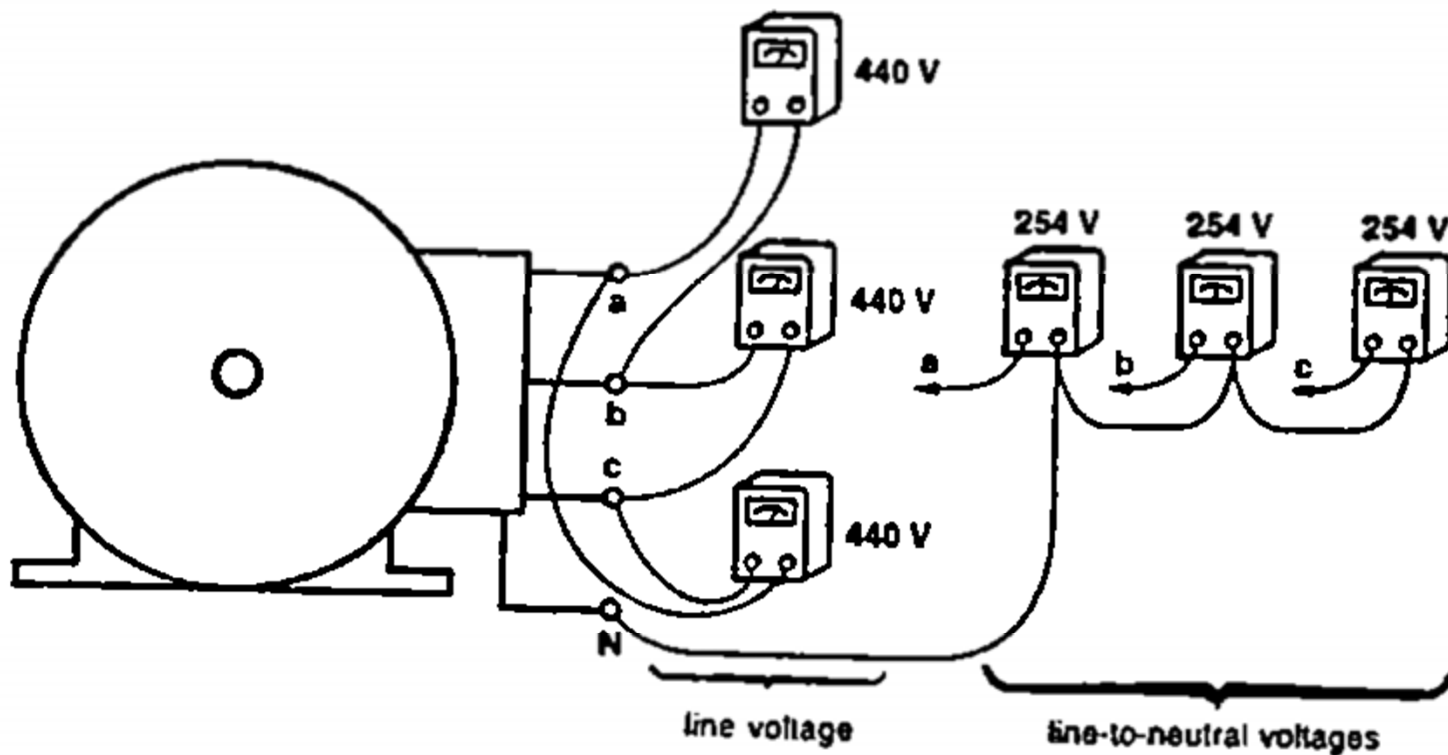 440 V
254 V 254 V 254 V
a
440 V
a b c
b
c
440 V
N
line voltage
line-to-neutral voltages